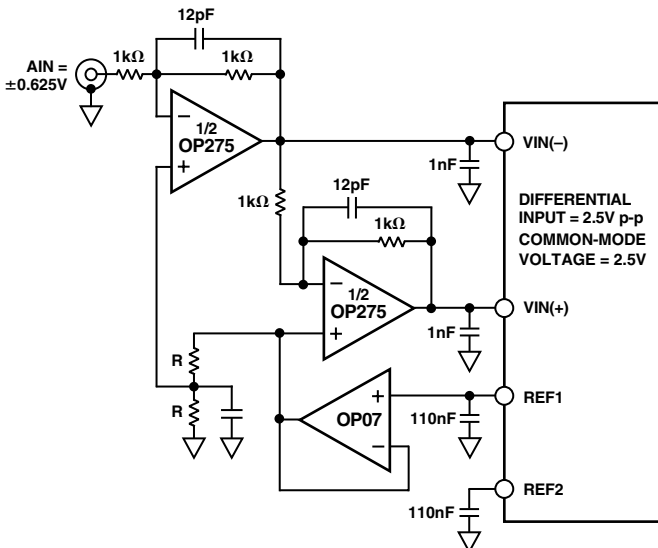 12pF
AIN =
±0.625V
1kΩ
1kΩ
−
1/2
OP275
+
VIN(–)
1nF
1kΩ
12pF
DIFFERENTIAL
INPUT = 2.5V p-p
COMMON-MODE
VOLTAGE = 2.5V
1kΩ
−
1/2
OP275
+
VIN(+)
1nF
R
R
+
OP07
−
REF1
110nF
REF2
110nF